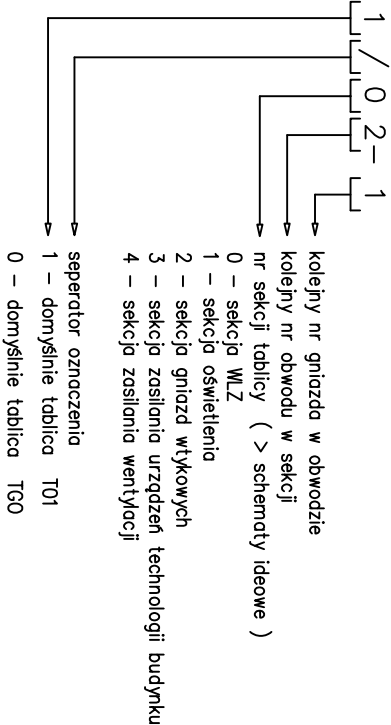 1/02-1
kolejny nr gniazda w obwodzie
kolejny nr obwodu w sekcji
nr sekcji tablicy ( > schematy ideowe )
0 - sekcja WLZ
1 - sekcja oświetlenia
2 - sekcja gniazd wtykowych
3 - sekcja zasilania urządzeń technologii budynku
4 - sekcja zasilania wentylacji
seperator oznaczenia
1 - domyślnie tablica T01
0 - domyślnie tablica TG0